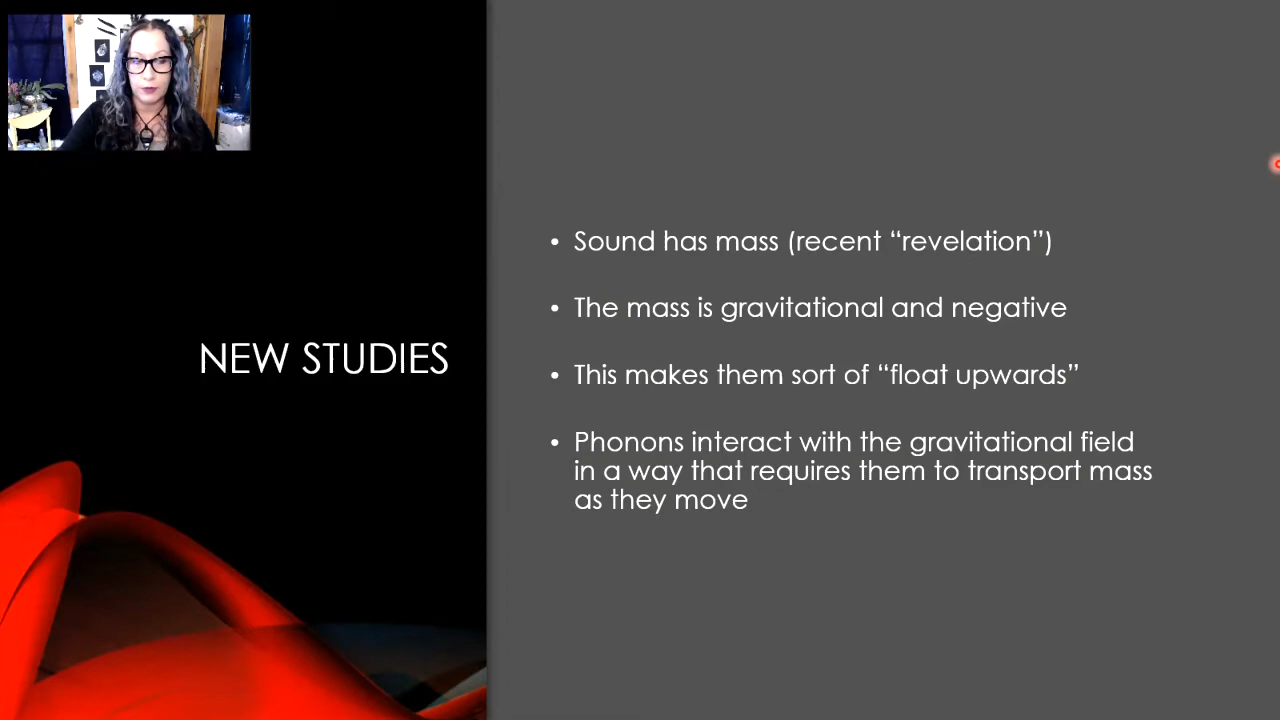 NEW STUDIES
• Sound has mass (recent “revelation”)
• The mass is gravitational and negative
• This makes them sort of “float upwards”
• Phonons interact with the gravitational field
in a way that requires them to transport mass
as they move